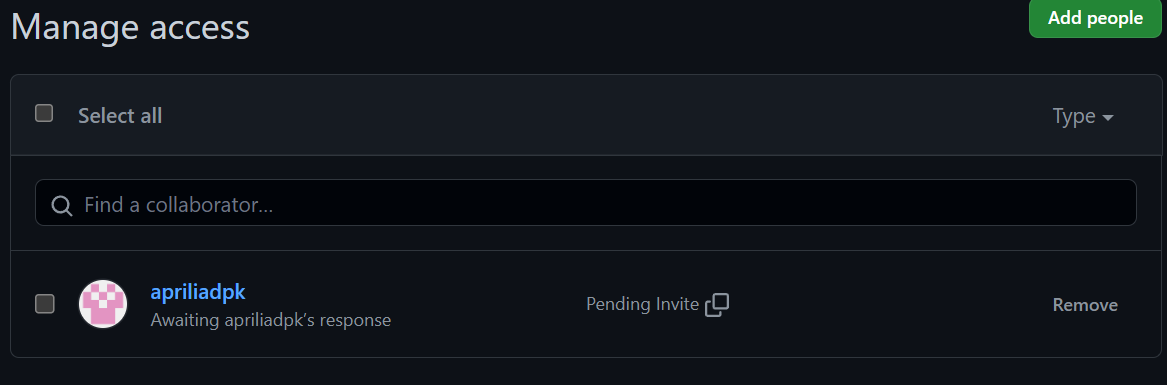 Manage access
Add people
Select all
Type
Find a collaborator...
apriliadpk
Awaiting apriliadpk's response
Pending Invite
Remove